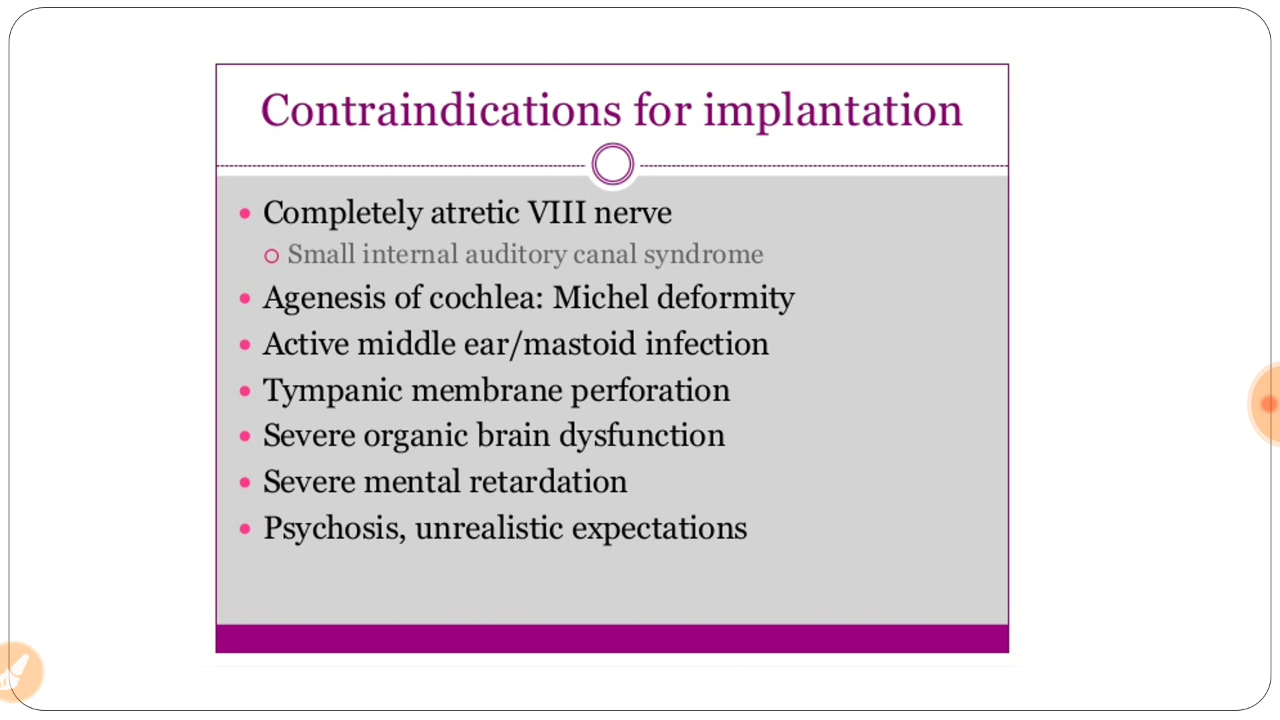 Contraindications for implantation
Completely atretic VIII nerve
Small internal auditory canal syndrome
Agenesis of cochlea: Michel deformity
Active middle ear/mastoid infection
Tympanic membrane perforation
Severe organic brain dysfunction
Severe mental retardation
Psychosis, unrealistic expectations